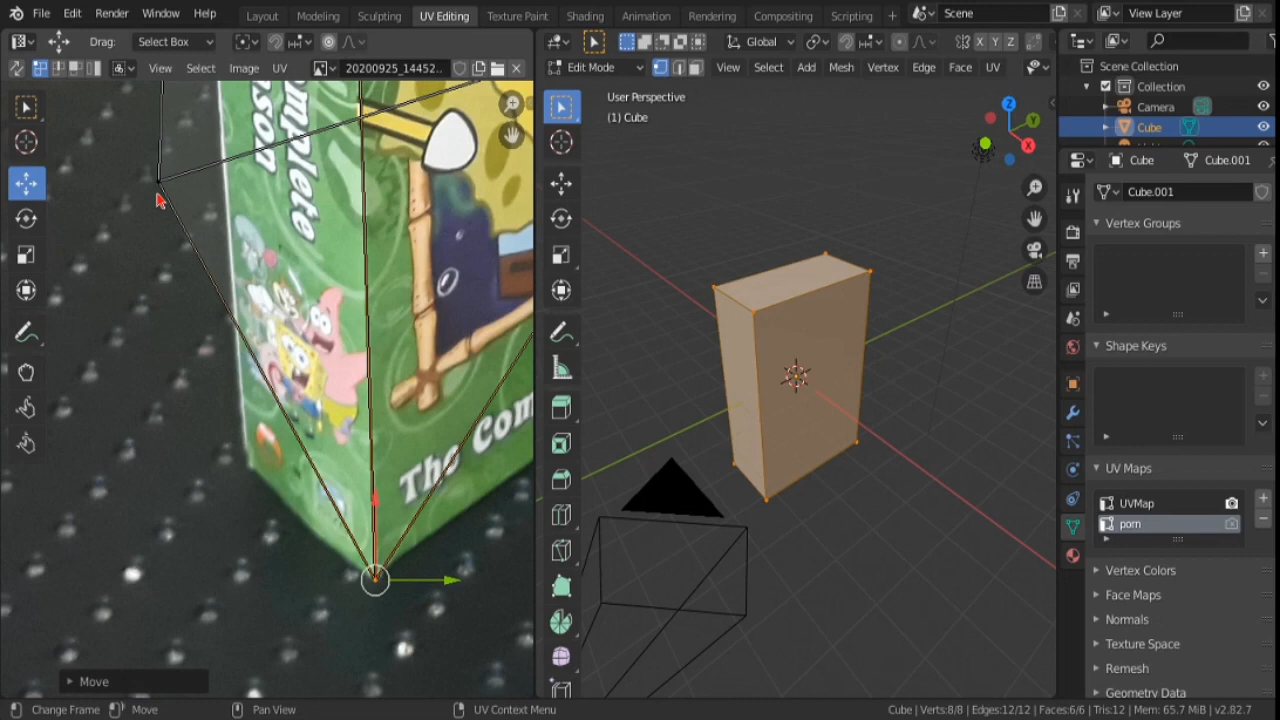 File Edit Render Window Help Layout Modeling Sculpting UV Editing Texture Paint Shading Animation Rendering Compositing Scripting + Scene View Layer
Drag: Select Box Global X Y Z
View Select Image UV 20200925_14452.. Edit Mode View Select Add Mesh Vertex Edge Face UV
Scene Collection
Collection
Camera
Cube
Cube Cube.001
Cube.001
Vertex Groups
Shape Keys
UV Maps
UVMap
porn
Vertex Colors
Face Maps
Normals
Texture Space
Remesh
Geometry Data
User Perspective
(1) Cube
Z
Y
X
The Com
Move
Change Frame Move Pan View UV Context Menu Cube | Verts:8/8 | Edges:12/12 | Faces:6/6 | Tris:12 | Mem: 65.7 MiB | v2.82.7